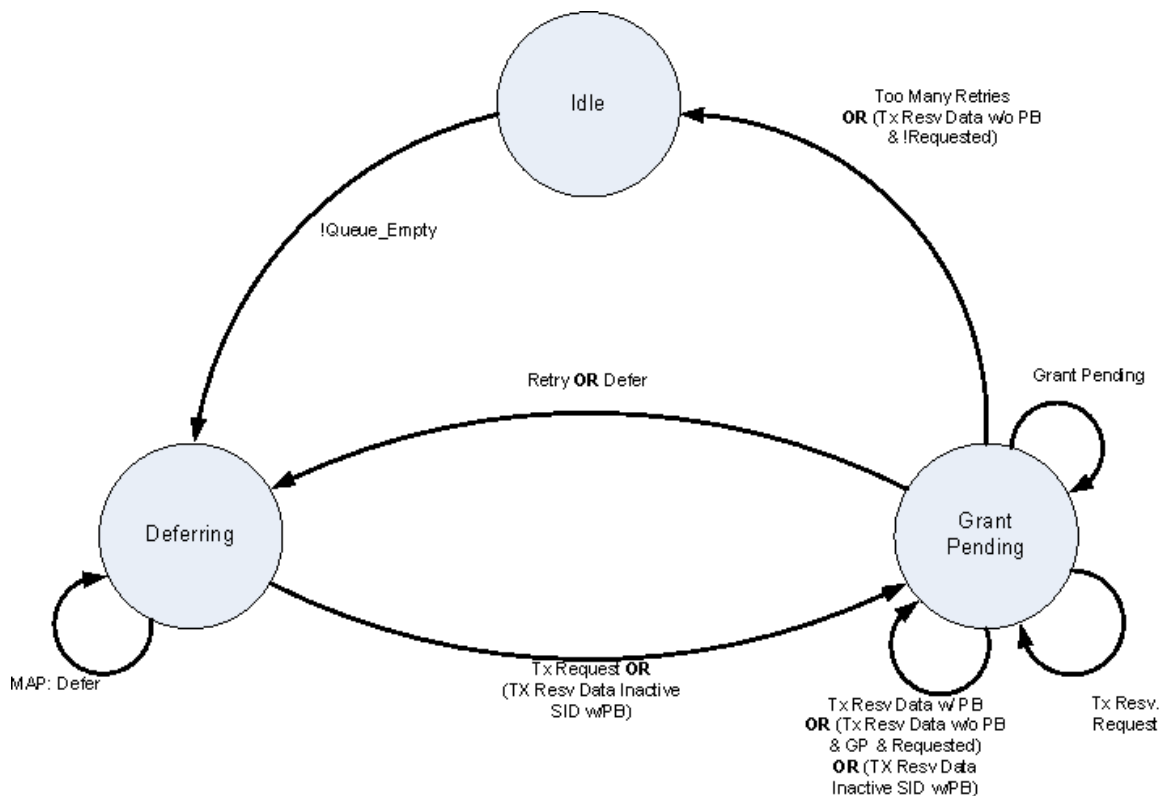 Idle
Too Many Retries
OR (Tx Resv Data w/o PB
& !Requested)
!Queue_Empty
Retry OR Defer
Grant Pending
Deferring
Grant
Pending
MAP: Defer
Tx Request OR
(TX Resv Data Inactive
SID w/PB)
Tx Resv Data w/ PB
OR (Tx Resv Data w/o PB
& GP & Requested)
OR (TX Resv Data
Inactive SID w/PB)
Tx Resv.
Request